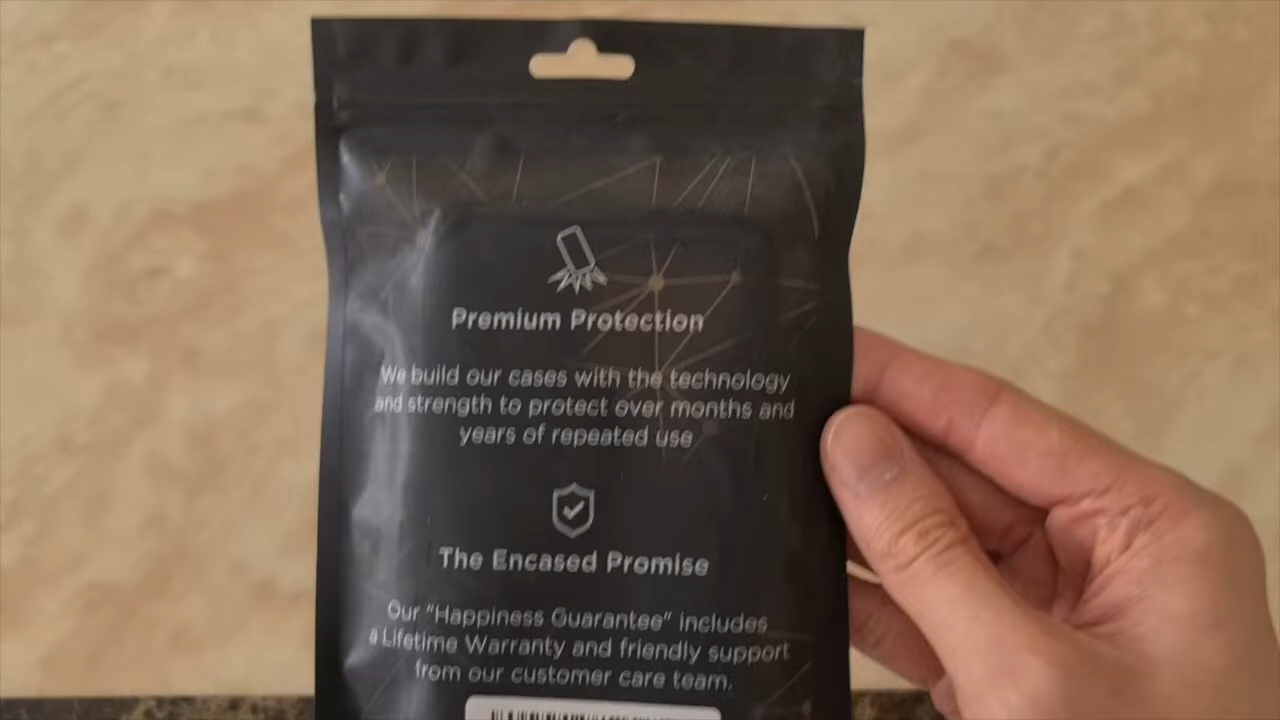 Premium Protection
We build our cases with the technology
and strength to protect over months and
years of repeated use
The Encased Promise
Our "Happiness Guarantee" includes
a Lifetime Warranty and friendly support
from our customer care team.